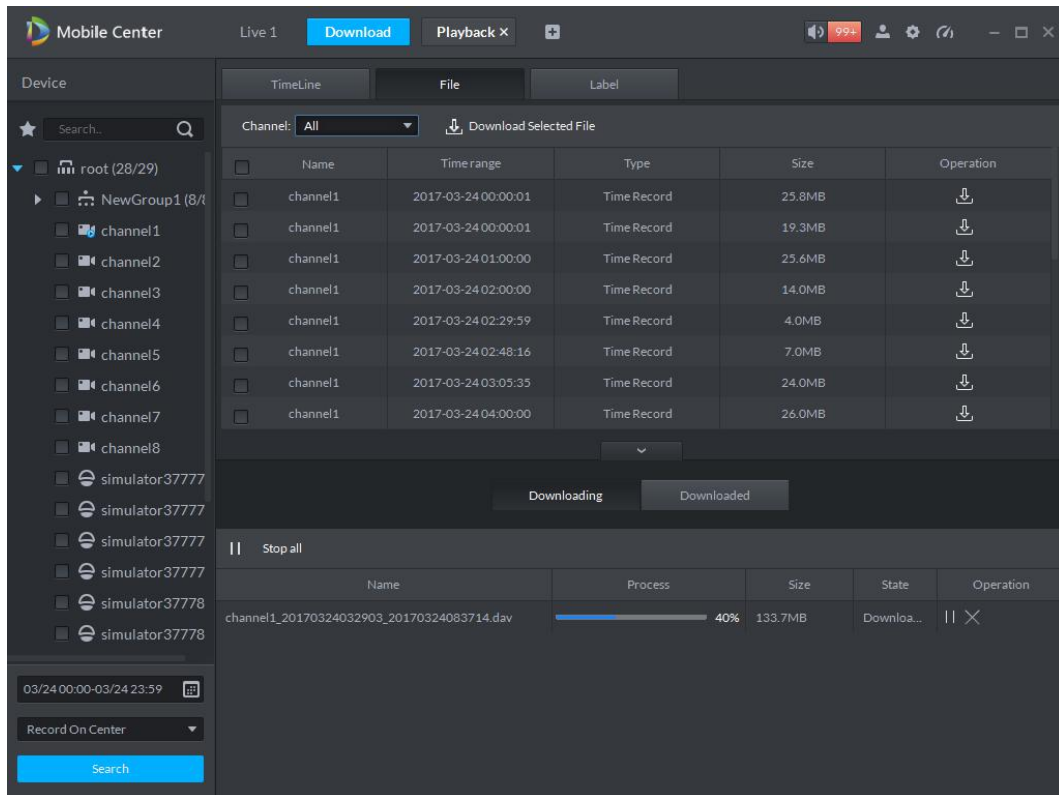 Mobile Center Live 1 Download Playback × 99+
Device
TimeLine File Label
Search..
Channel: All Download Selected File
Name Time range Type Size Operation
channel1 2017-03-24 00:00:01 Time Record 25.8MB
channel1 2017-03-24 00:00:01 Time Record 19.3MB
channel1 2017-03-24 01:00:00 Time Record 25.6MB
channel1 2017-03-24 02:00:00 Time Record 14.0MB
channel1 2017-03-24 02:29:59 Time Record 4.0MB
channel1 2017-03-24 02:48:16 Time Record 7.0MB
channel1 2017-03-24 03:05:35 Time Record 24.0MB
channel1 2017-03-24 04:00:00 Time Record 26.0MB
root (28/29)
NewGroup1 (8/8
channel1
channel2
channel3
channel4
channel5
channel6
channel7
channel8
simulator37777
simulator37777
simulator37777
simulator37777
simulator37778
simulator37778
Downloading Downloaded
Stop all
Name Process Size State Operation
channel1_20170324032903_20170324083714.dav 40% 133.7MB Downloa...
03/24 00:00-03/24 23:59
Record On Center
Search